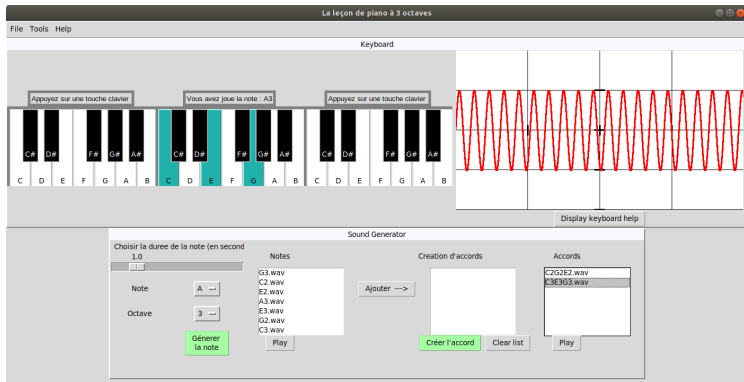 La leçon de piano à 3 octaves
File Tools Help
Keyboard
Appuyez sur une touche clavier
Vous avez joue la note : A3
Appuyez sur une touche clavier
C# D# F# G# A# C# D# F# G# A# C# D# F# G# A#
C D E F G A B C D E F G A B C D E F G A B
Display keyboard help
Sound Generator
Choisir la duree de la note (en second
1.0
Notes
Creation d'accords
Accords
G3.wav
C2.wav
E2.wav
A3.wav
E3.wav
G2.wav
C3.wav
C2G2E2.wav
C3E3G3.wav
Note
A
Ajouter --->
Octave
3
Génerer
la note
Play
Créer l'accord
Clear list
Play